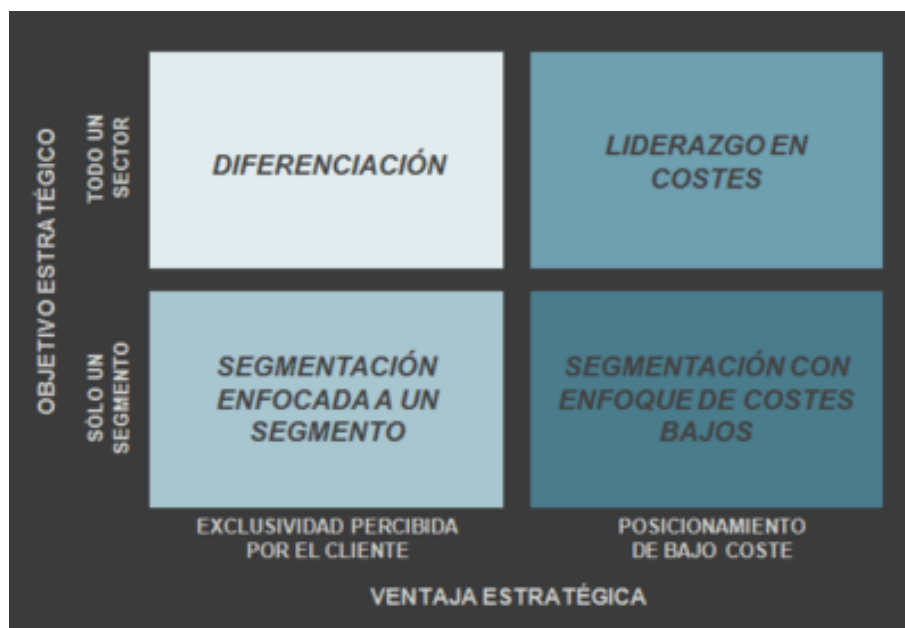 OBJETIVO ESTRATÉGICO
TODO UN
SECTOR
DIFERENCIACIÓN
LIDERAZGO EN
COSTES
SÓLO UN
SEGMENTO
SEGMENTACIÓN
ENFOCADA A UN
SEGMENTO
SEGMENTACIÓN CON
ENFOQUE DE COSTES
BAJOS
EXCLUSIVIDAD PERCIBIDA
POR EL CLIENTE
POSICIONAMIENTO
DE BAJO COSTE
VENTAJA ESTRATÉGICA